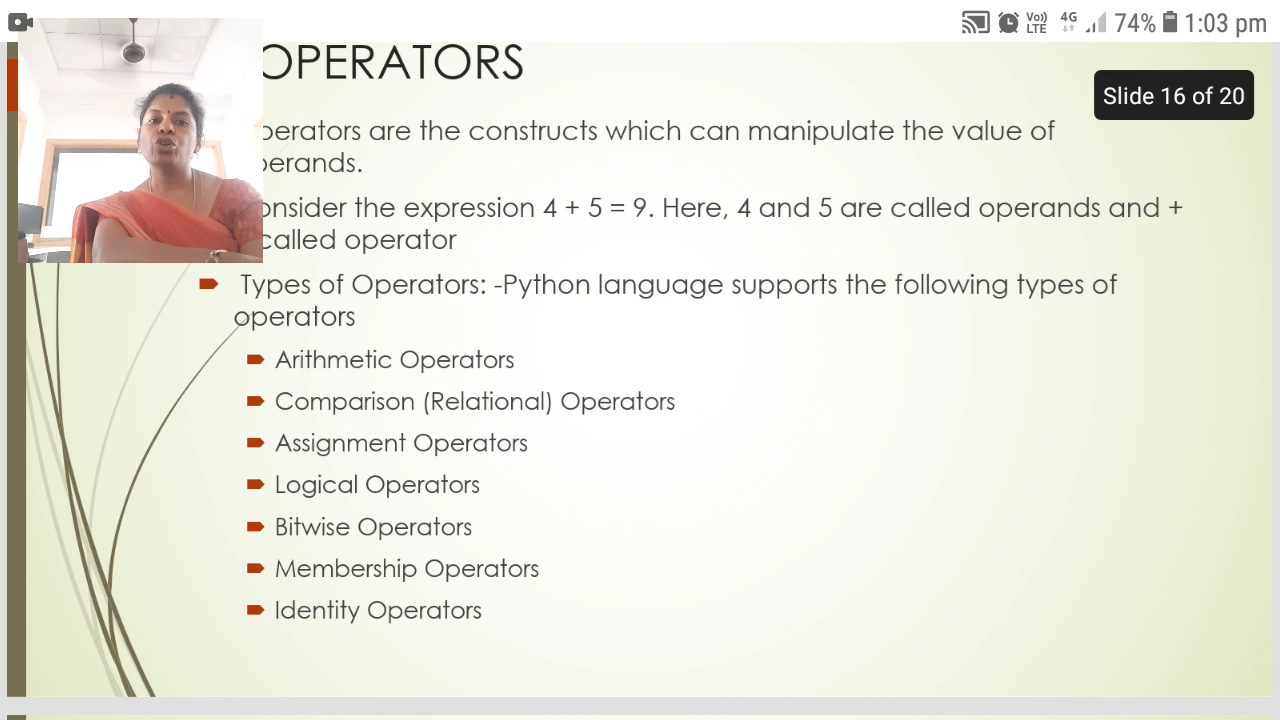 Vo))
LTE
4G
74%
1:03 pm
OPERATORS
Slide 16 of 20
perators are the constructs which can manipulate the value of
perands.
onsider the expression 4 + 5 = 9. Here, 4 and 5 are called operands and +
called operator
Types of Operators: -Python language supports the following types of
operators
Arithmetic Operators
Comparison (Relational) Operators
Assignment Operators
Logical Operators
Bitwise Operators
Membership Operators
Identity Operators